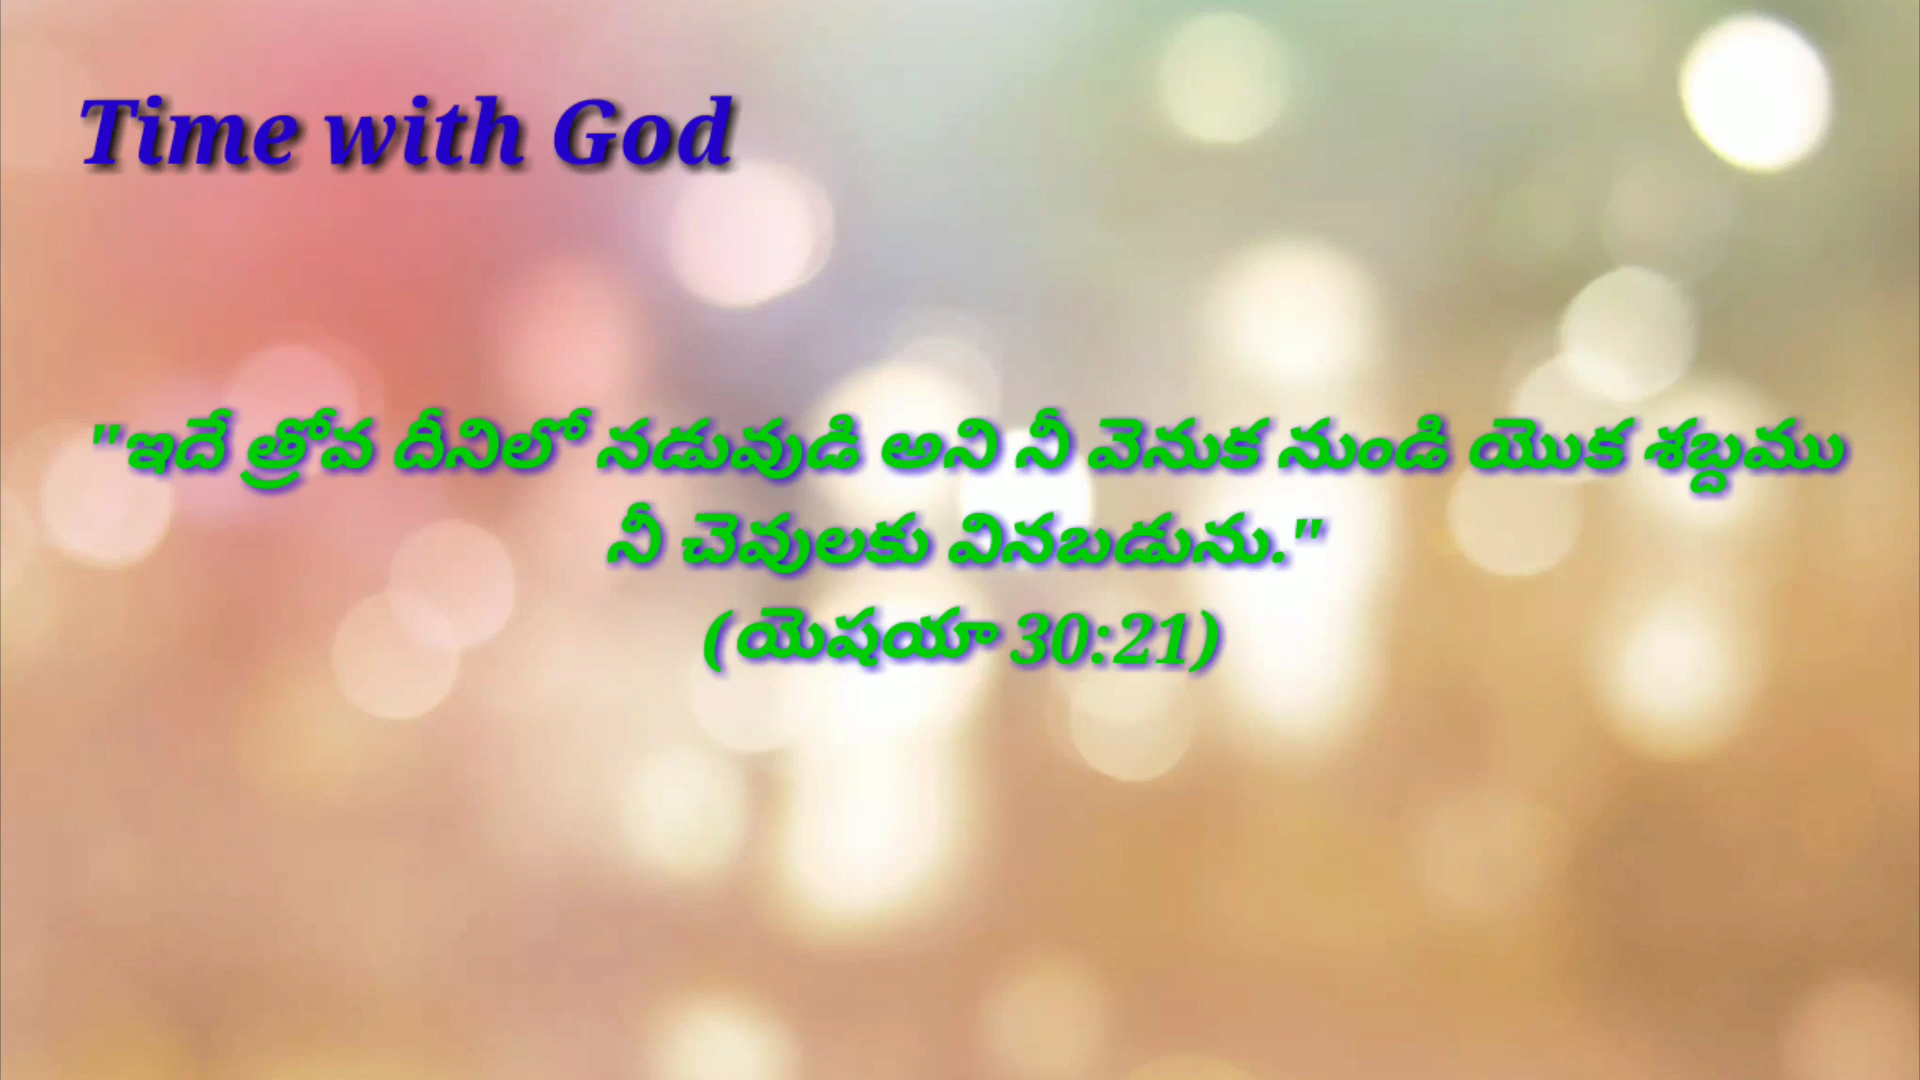 Time with God
"ఇదే త్రోవ దీనిలో నడువుడి అని నీ వెనుక నుండి యొక శబ్దము
నీ చెవులకు వినబడును."
(యెషయా 30:21)